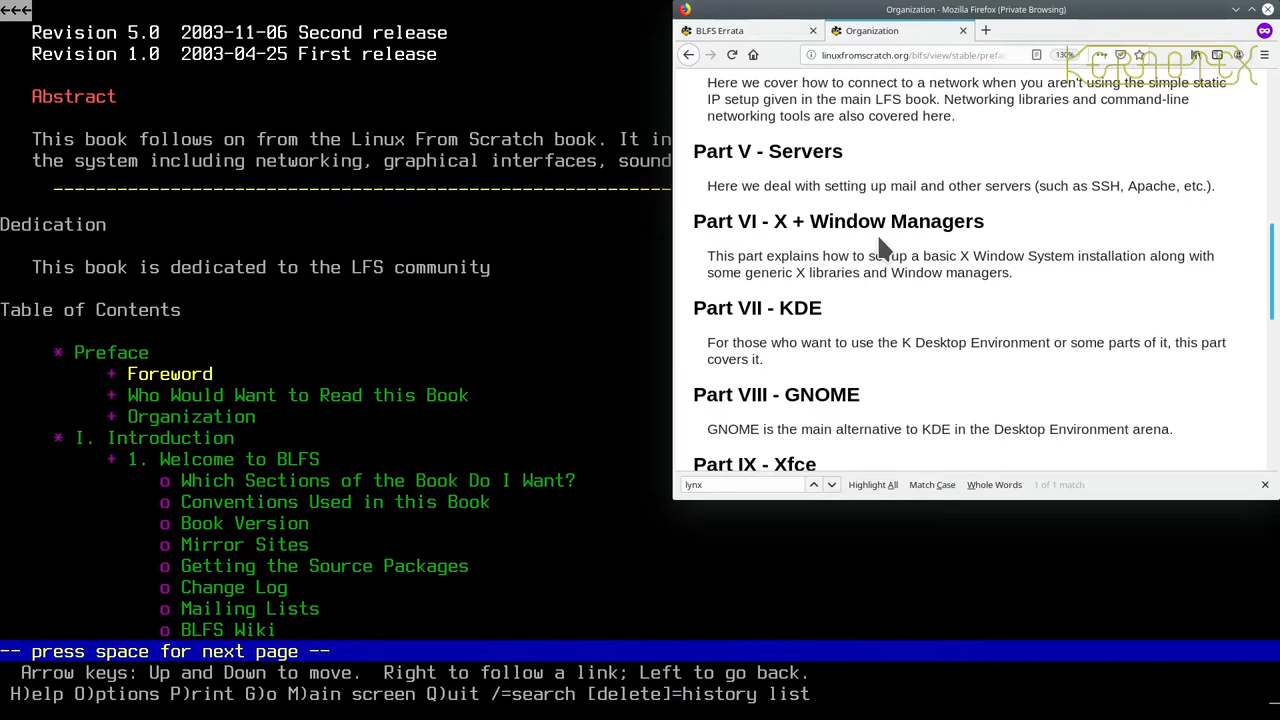 ←←←
Revision 5.0  2003-11-06 Second release
Revision 1.0  2003-04-25 First release
Abstract
This book follows on from the Linux From Scratch book. It in
the system including networking, graphical interfaces, sound
Dedication
This book is dedicated to the LFS community
Table of Contents
* Preface
+ Foreword
+ Who Would Want to Read this Book
+ Organization
* I. Introduction
+ 1. Welcome to BLFS
o Which Sections of the Book Do I Want?
o Conventions Used in this Book
o Book Version
o Mirror Sites
o Getting the Source Packages
o Change Log
o Mailing Lists
o BLFS Wiki
-- press space for next page --
Arrow keys: Up and Down to move.  Right to follow a link; Left to go back.
H)elp O)ptions P)rint G)o M)ain screen Q)uit /=search [delete]=history list
Organization - Mozilla Firefox (Private Browsing)
BLFS Errata
Organization
linuxfromscratch.org/blfs/view/stable/prefa
130%
KERNOTEX
Here we cover how to connect to a network when you aren't using the simple static
IP setup given in the main LFS book. Networking libraries and command-line
networking tools are also covered here.
Part V - Servers
Here we deal with setting up mail and other servers (such as SSH, Apache, etc.).
Part VI - X + Window Managers
This part explains how to set up a basic X Window System installation along with
some generic X libraries and Window managers.
Part VII - KDE
For those who want to use the K Desktop Environment or some parts of it, this part
covers it.
Part VIII - GNOME
GNOME is the main alternative to KDE in the Desktop Environment arena.
Part IX - Xfce
lynx
Highlight All
Match Case
Whole Words
1 of 1 match